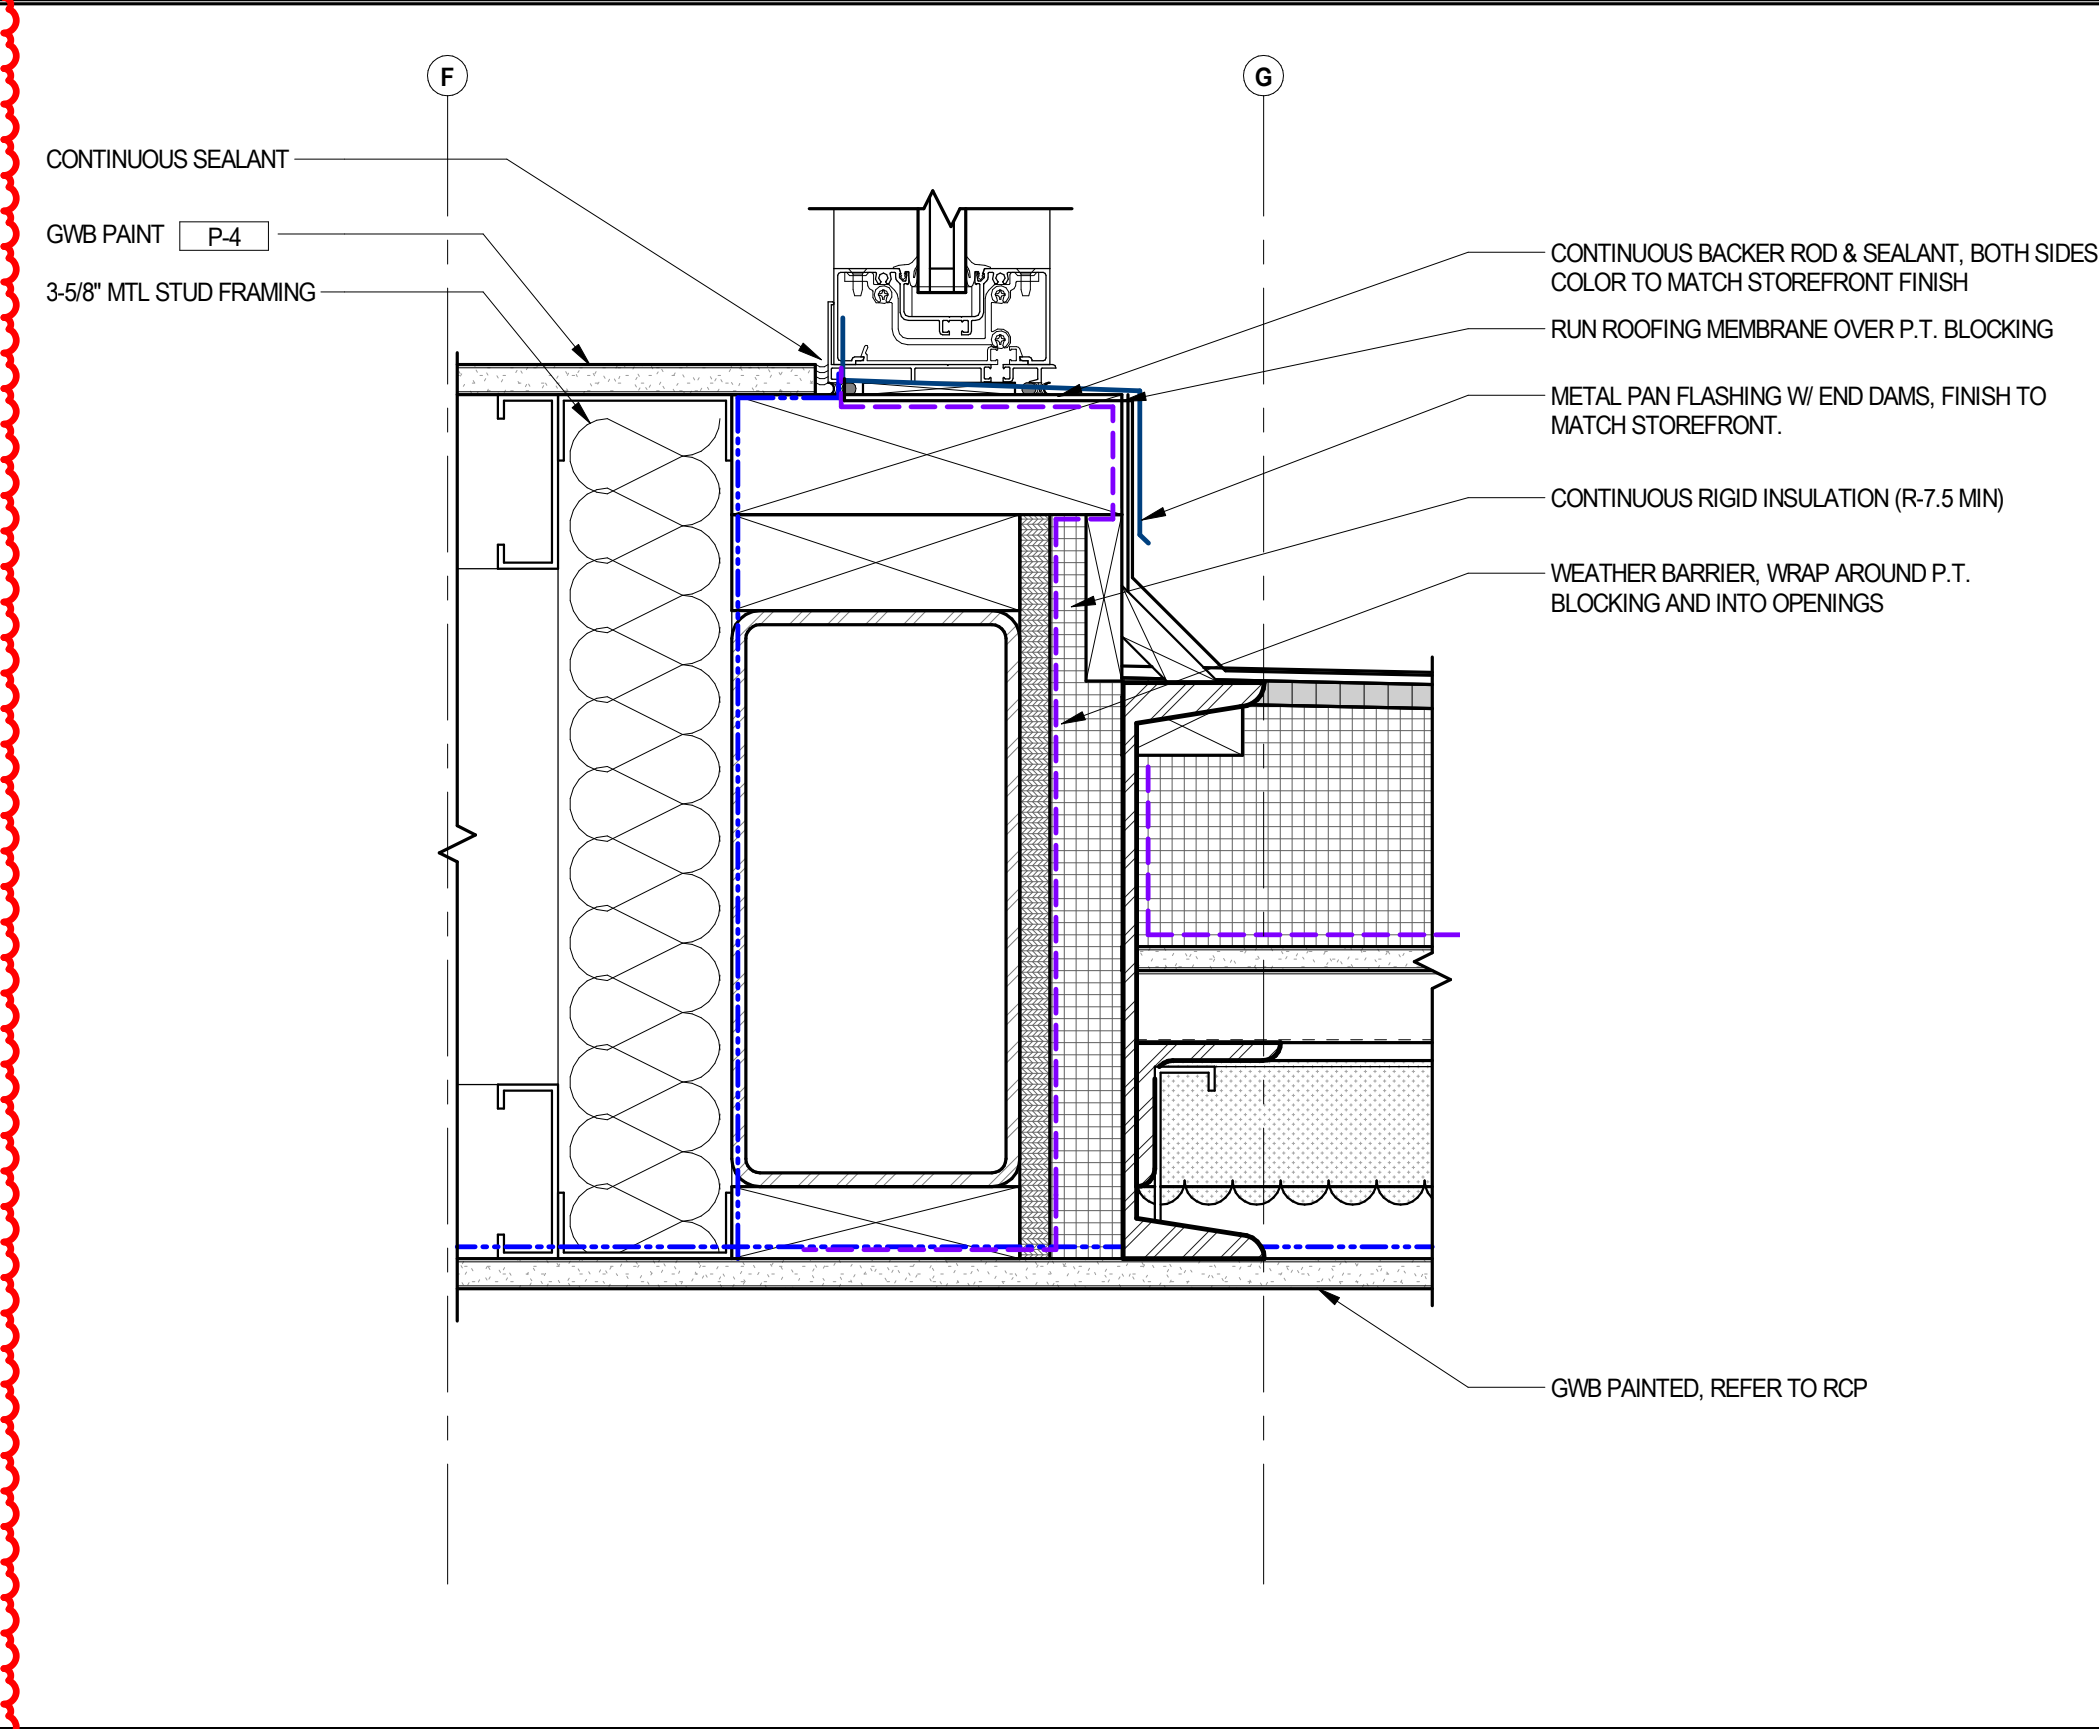 F
G
CONTINUOUS SEALANT
GWB PAINT P-4
3-5/8" MTL STUD FRAMING
CONTINUOUS BACKER ROD & SEALANT, BOTH SIDES
COLOR TO MATCH STOREFRONT FINISH
RUN ROOFING MEMBRANE OVER P.T. BLOCKING
METAL PAN FLASHING W/ END DAMS, FINISH TO
MATCH STOREFRONT.
CONTINUOUS RIGID INSULATION (R-7.5 MIN)
WEATHER BARRIER, WRAP AROUND P.T.
BLOCKING AND INTO OPENINGS
GWB PAINTED, REFER TO RCP